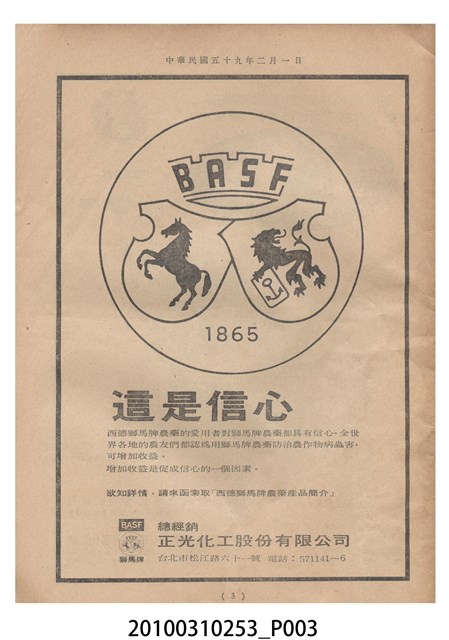 中華民國五十九年二月一日
BASF
1865
這是信心
西德獅馬牌農藥的愛用者對獅馬牌農藥都具有信心,全世
界各地的農友們都認爲用獅馬牌農藥防治農作物病蟲害,
可增加收益。
增加收益是促成信心的一個因素。
欲知詳情,請來函索取「西德獅馬牌農藥產品簡介」
BASF
獅馬牌
總經銷
正光化工股份有限公司
台北市松江路六十一號 電話:571141~6
(3)
20100310253_P003